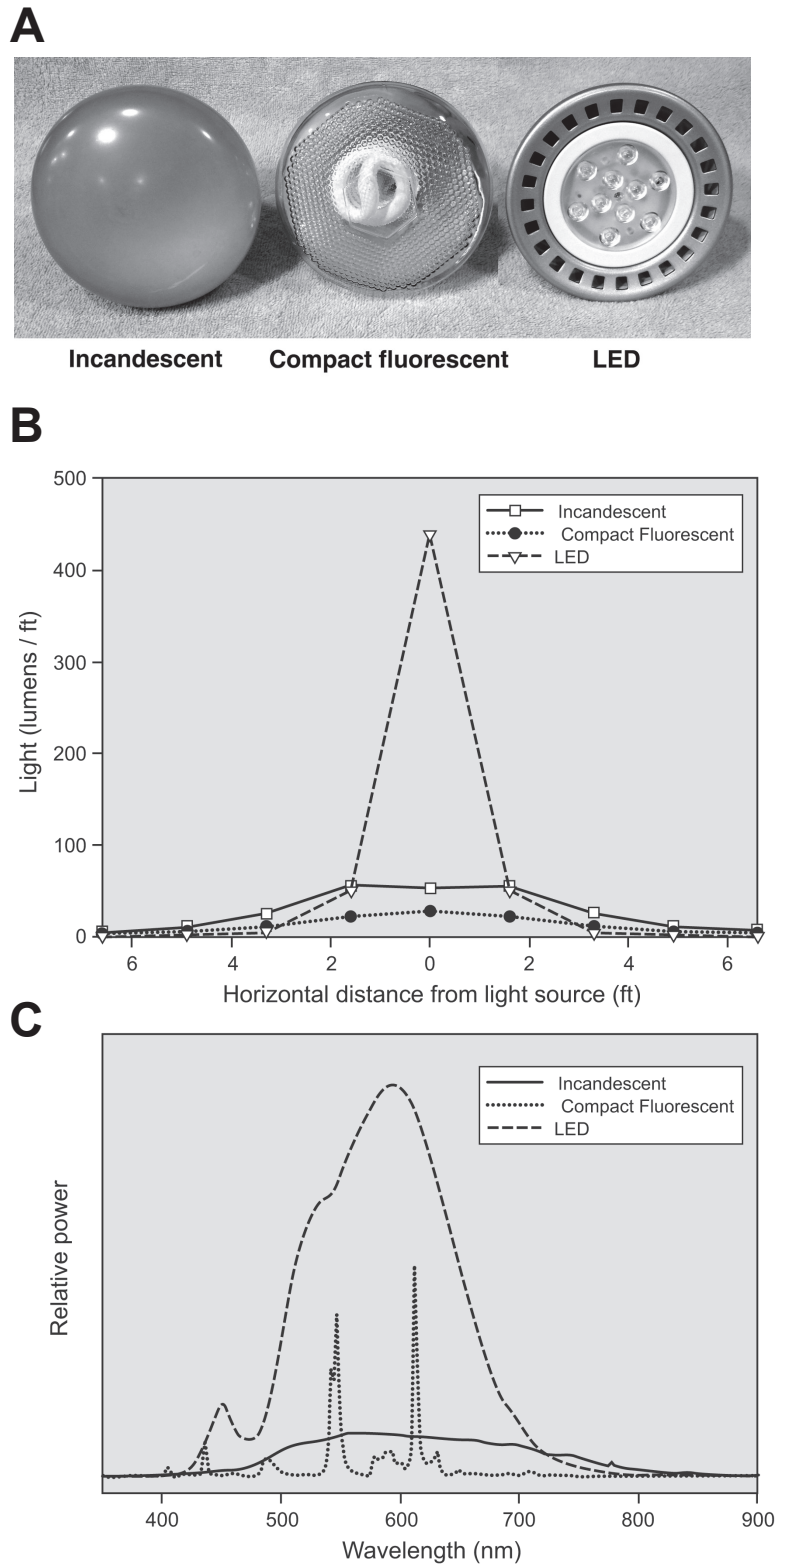 A
Incandescent Compact fluorescent LED
B
500
400
300
200
100
0
Light (lumens / ft)
Incandescent
Compact Fluorescent
LED
6 4 2 0 2 4 6
Horizontal distance from light source (ft)
C
Relative power
Incandescent
Compact Fluorescent
LED
400 500 600 700 800 900
Wavelength (nm)